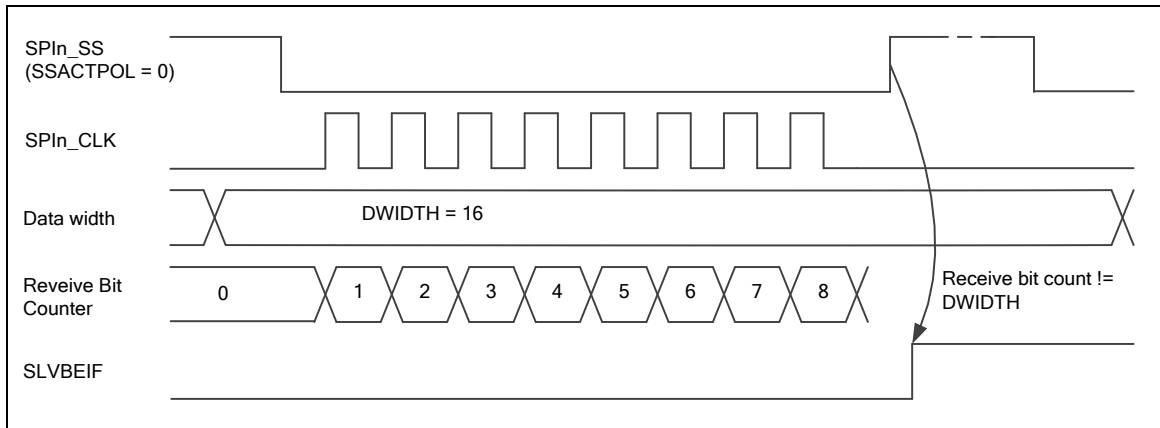 SPIn_SS
(SSACTPOL = 0)
SPIn_CLK
Data width
DWIDTH = 16
Reveive Bit
Counter
0
1
2
3
4
5
6
7
8
Receive bit count !=
DWIDTH
SLVBEIF